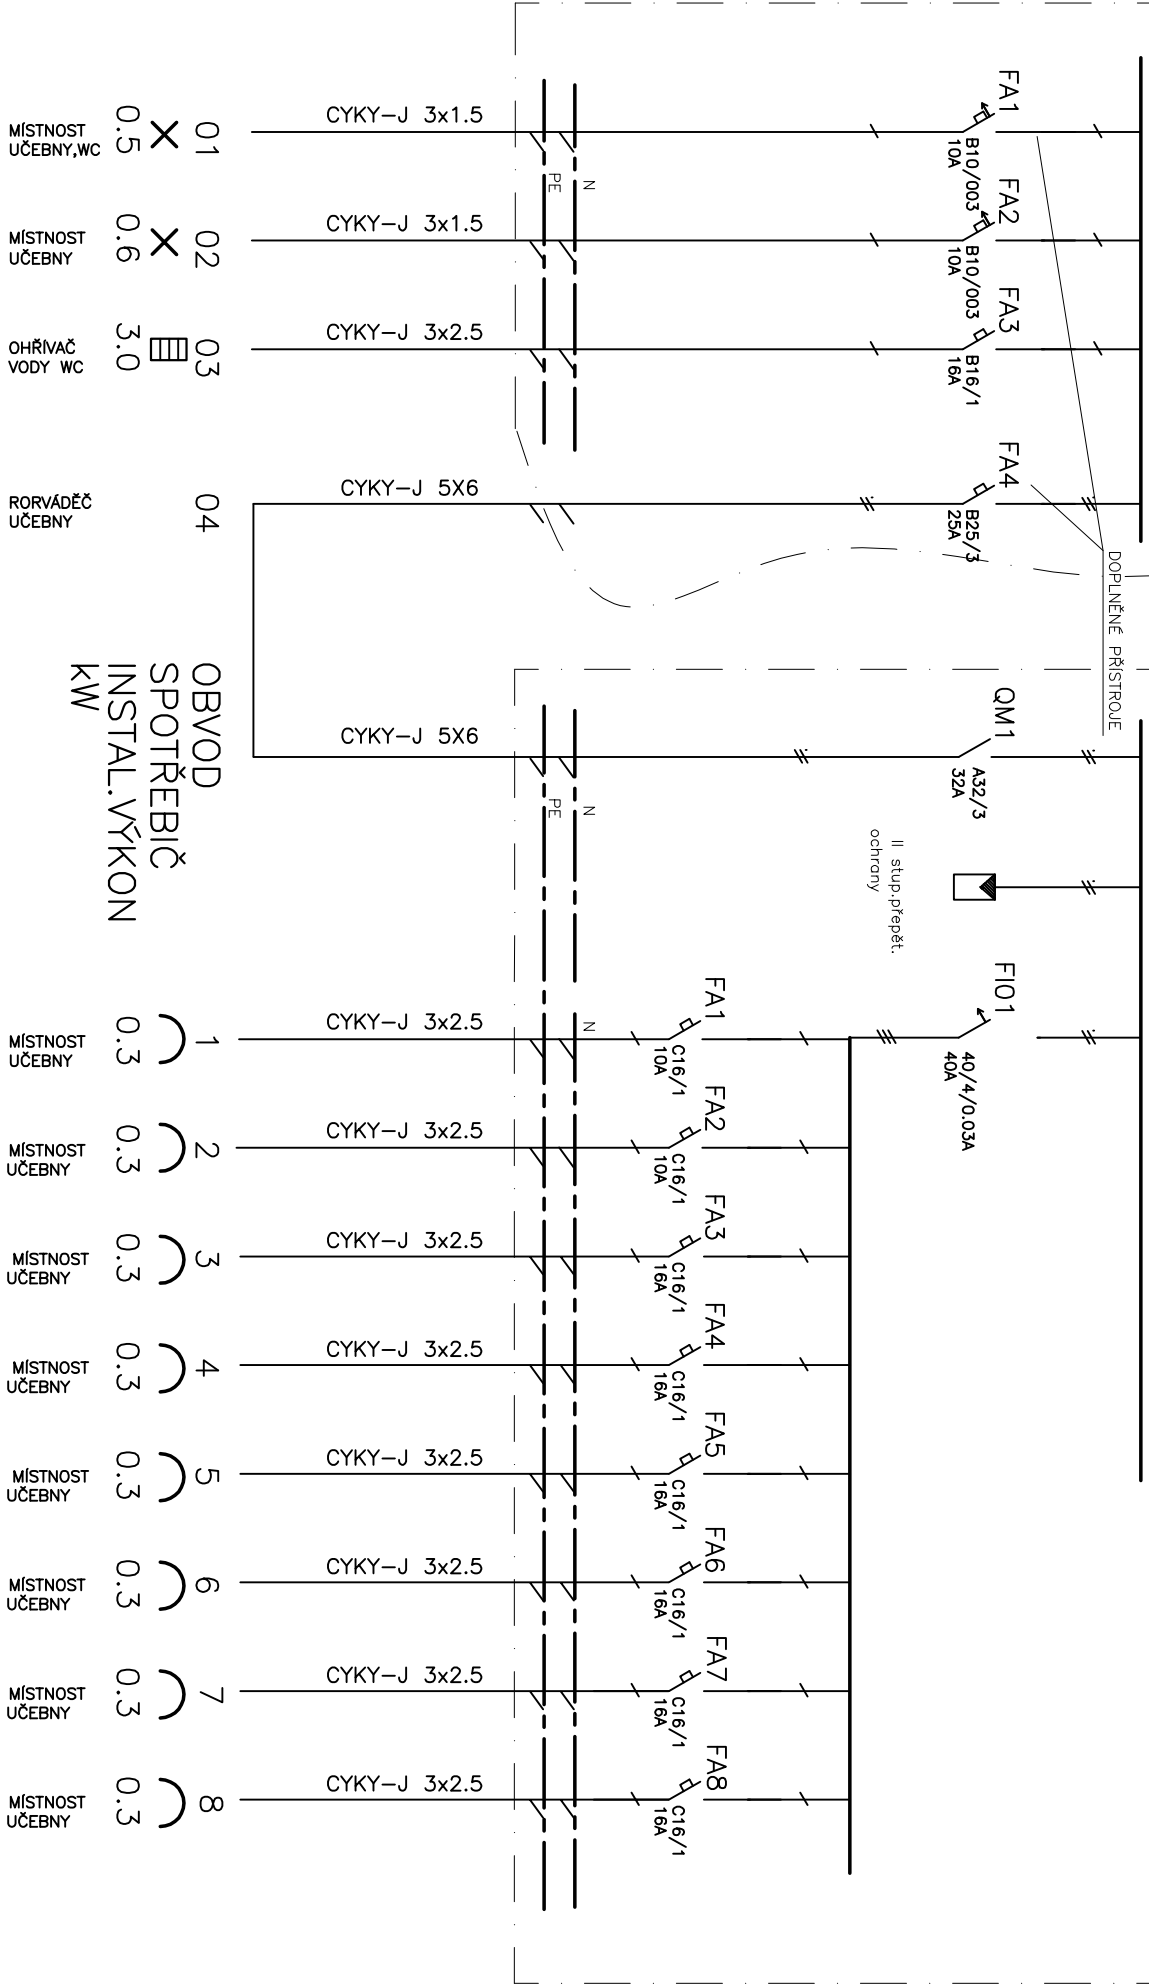 FA1
B10/003
10A
CYKY-J 3x1.5
01
0.5
MÍSTNOST
UČEBNY,WC
N
PE
FA2
B10/003
10A
CYKY-J 3x1.5
02
0.6
MÍSTNOST
UČEBNY
FA3
B16/1
16A
CYKY-J 3x2.5
03
3.0
OHŘÍVAČ
VODY WC
FA4
B25/3
25A
CYKY-J 5X6
04
RORVÁDĚČ
UČEBNY
DOPLNĚNÉ PŘÍSTROJE
OBVOD
SPOTŘEBIČ
INSTAL.VÝKON
kW
QM1
A32/3
32A
CYKY-J 5X6
N
PE
II stup.přepět.
ochrany
FI01
40/4/0.03A
40A
FA1
C16/1
10A
N
CYKY-J 3x2.5
1
0.3
MÍSTNOST
UČEBNY
FA2
C16/1
10A
CYKY-J 3x2.5
2
0.3
MÍSTNOST
UČEBNY
FA3
C16/1
16A
CYKY-J 3x2.5
3
0.3
MÍSTNOST
UČEBNY
FA4
C16/1
16A
CYKY-J 3x2.5
4
0.3
MÍSTNOST
UČEBNY
FA5
C16/1
16A
CYKY-J 3x2.5
5
0.3
MÍSTNOST
UČEBNY
FA6
C16/1
16A
CYKY-J 3x2.5
6
0.3
MÍSTNOST
UČEBNY
FA7
C16/1
16A
CYKY-J 3x2.5
7
0.3
MÍSTNOST
UČEBNY
FA8
C16/1
16A
CYKY-J 3x2.5
8
0.3
MÍSTNOST
UČEBNY